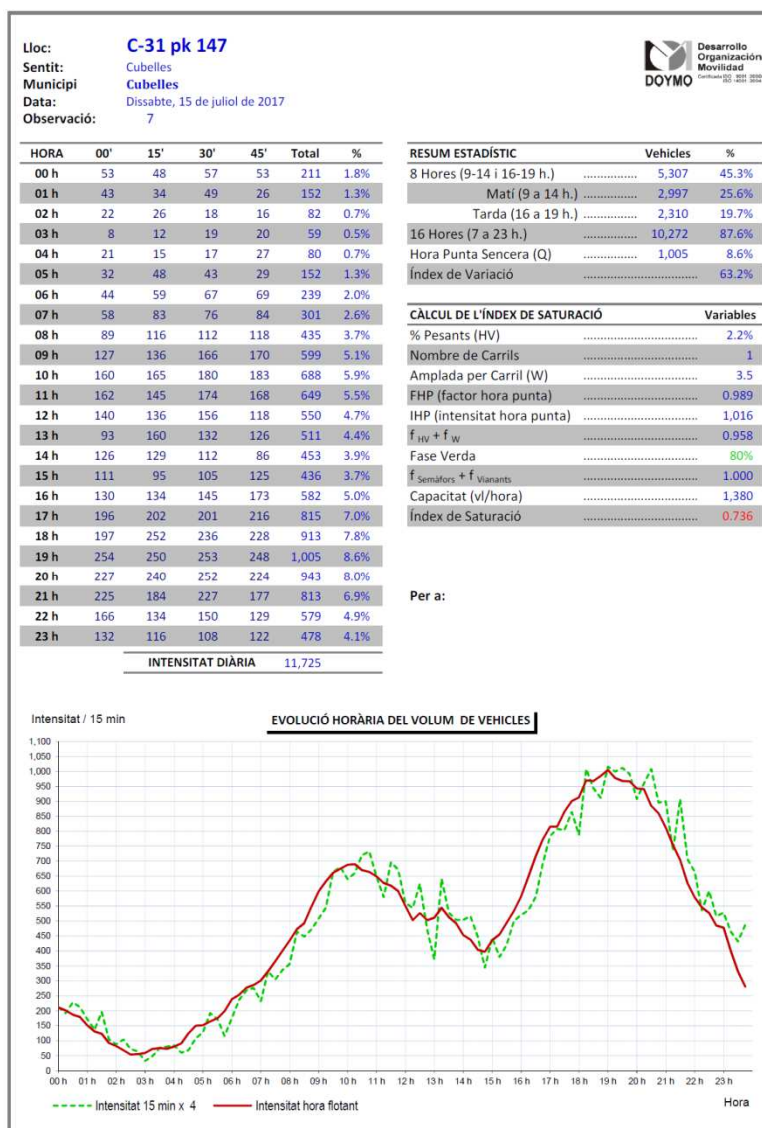 Lloc: C-31 pk 147
Sentit: Cubelles
Municipi Cubelles
Data: Dissabte, 15 de juliol de 2017
Observació: 7
Desarrollo
Organización
Movilidad
DOYMO
HORA 00' 15' 30' 45' Total %
00 h 53 48 57 53 211 1.8%
01 h 43 34 49 26 152 1.3%
02 h 22 26 18 16 82 0.7%
03 h 8 12 19 20 59 0.5%
04 h 21 15 17 27 80 0.7%
05 h 32 48 43 29 152 1.3%
06 h 44 59 67 69 239 2.0%
07 h 58 83 76 84 301 2.6%
08 h 89 116 112 118 435 3.7%
09 h 127 136 166 170 599 5.1%
10 h 160 165 180 183 688 5.9%
11 h 162 145 174 168 649 5.5%
12 h 140 136 156 118 550 4.7%
13 h 93 160 132 126 511 4.4%
14 h 126 129 112 86 453 3.9%
15 h 111 95 105 125 436 3.7%
16 h 130 134 145 173 582 5.0%
17 h 196 202 201 216 815 7.0%
18 h 197 252 236 228 913 7.8%
19 h 254 250 253 248 1,005 8.6%
20 h 227 240 252 224 943 8.0%
21 h 225 184 227 177 813 6.9%
22 h 166 134 150 129 579 4.9%
23 h 132 116 108 122 478 4.1%
INTENSITAT DIÀRIA 11,725
RESUM ESTADÍSTIC Vehicles %
8 Hores (9-14 i 16-19 h.) ................ 5,307 45.3%
Matí (9 a 14 h.) ................ 2,997 25.6%
Tarda (16 a 19 h.) ................ 2,310 19.7%
16 Hores (7 a 23 h.) ................ 10,272 87.6%
Hora Punta Sencera (Q) ................ 1,005 8.6%
Índex de Variació .................................. 63.2%
CÀLCUL DE L'ÍNDEX DE SATURACIÓ Variables
% Pesants (HV) .................................. 2.2%
Nombre de Carrils .................................. 1
Amplada per Carril (W) .................................. 3.5
FHP (factor hora punta) .................................. 0.989
IHP (intensitat hora punta) .................................. 1,016
f HV + f W .................................. 0.958
Fase Verda .................................. 80%
f Semàfors + f Vianants .................................. 1.000
Capacitat (vl/hora) .................................. 1,380
Índex de Saturació .................................. 0.736
Per a:
Intensitat / 15 min
EVOLUCIÓ HORÀRIA DEL VOLUM DE VEHICLES
1,100
1,050
1,000
950
900
850
800
750
700
650
600
550
500
450
400
350
300
250
200
150
100
50
0
00 h 01 h 02 h 03 h 04 h 05 h 06 h 07 h 08 h 09 h 10 h 11 h 12 h 13 h 14 h 15 h 16 h 17 h 18 h 19 h 20 h 21 h 22 h 23 h
Intensitat 15 min x 4 Intensitat hora flotant Hora